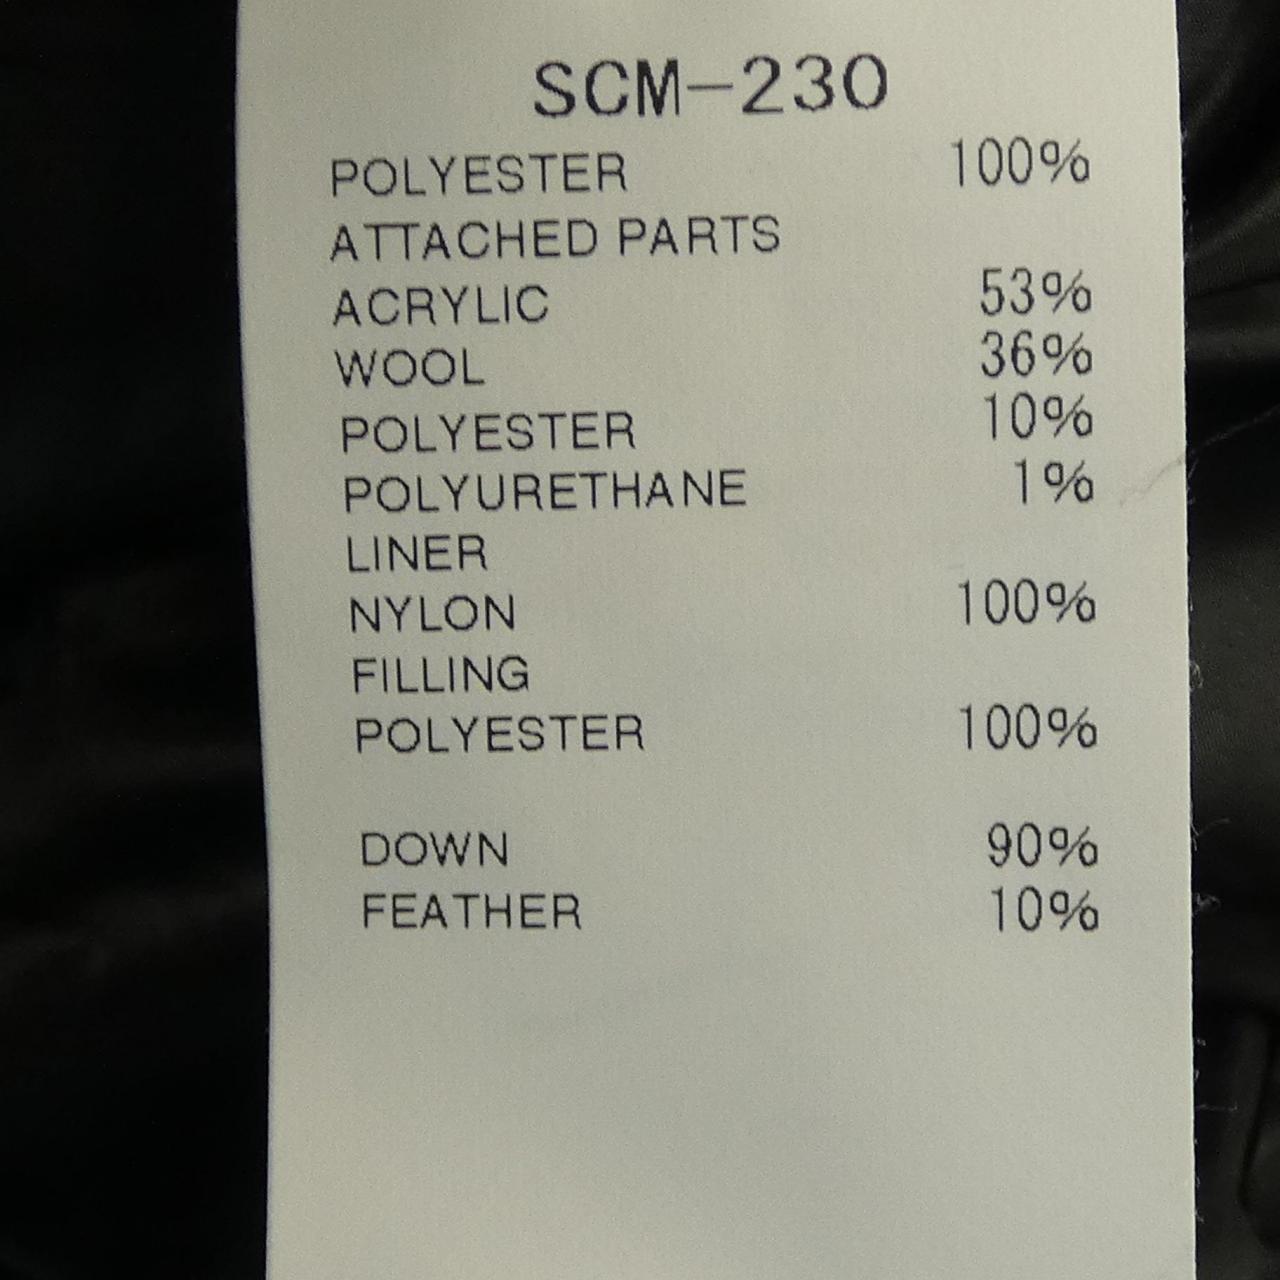 SCM-230
POLYESTER 100%
ATTACHED PARTS
ACRYLIC 53%
WOOL 36%
POLYESTER 10%
POLYURETHANE 1%
LINER
NYLON 100%
FILLING
POLYESTER 100%
DOWN 90%
FEATHER 10%